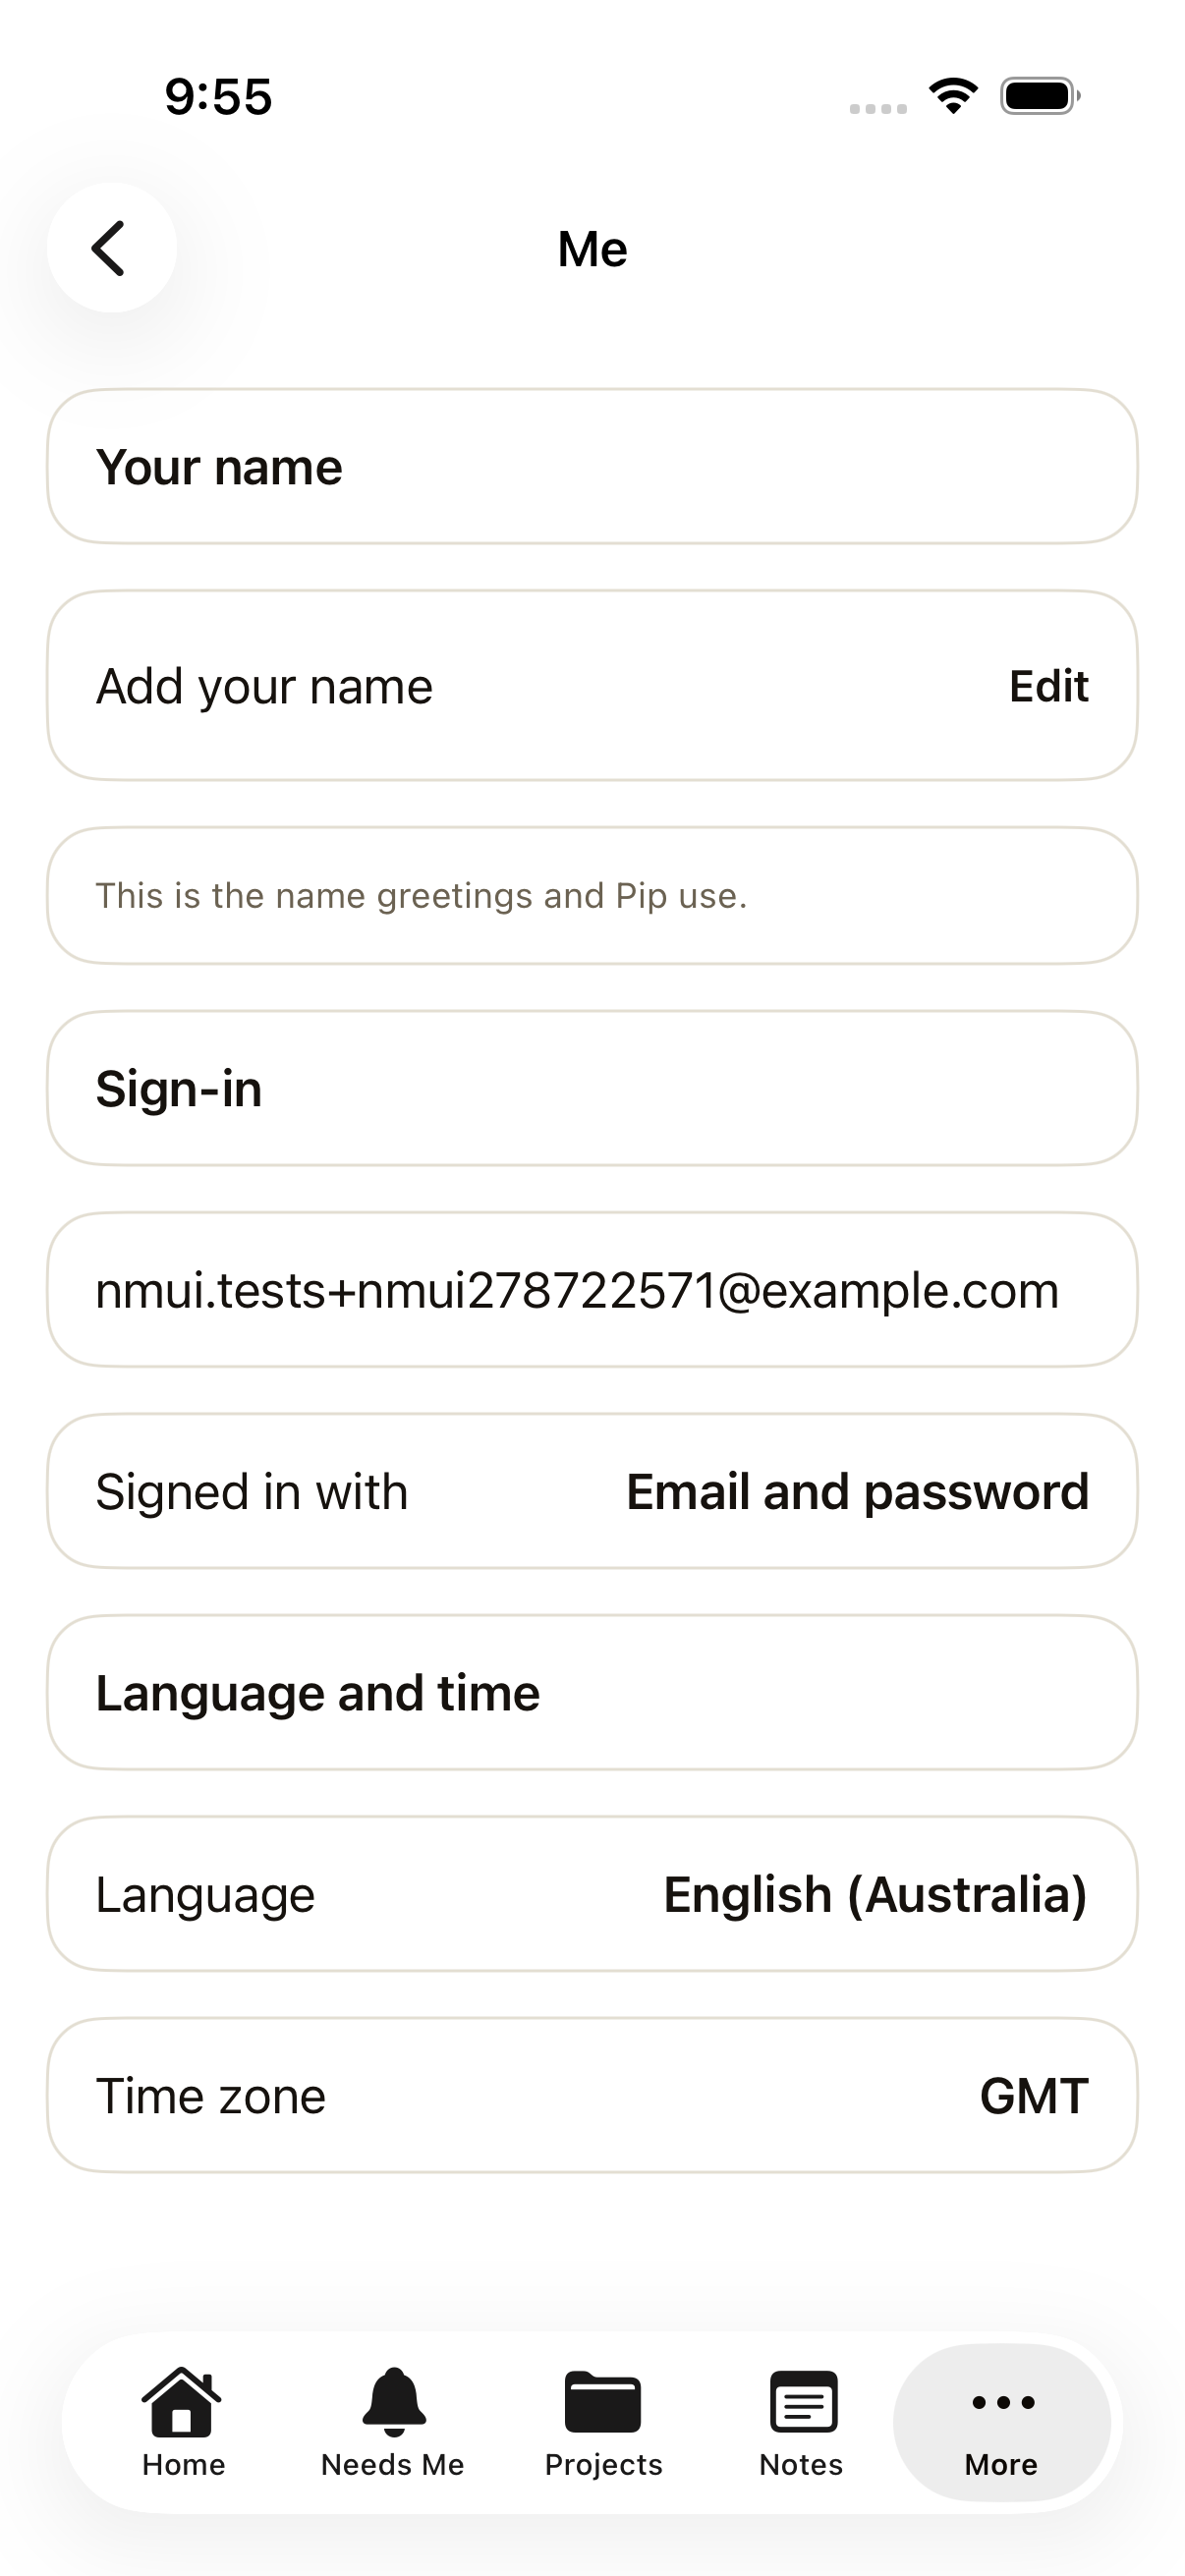 9:55
Me
Your name
Add your name Edit
This is the name greetings and Pip use.
Sign-in
nmui.tests+nmui278722571@example.com
Signed in with Email and password
Language and time
Language English (Australia)
Time zone GMT
Home Needs Me Projects Notes More